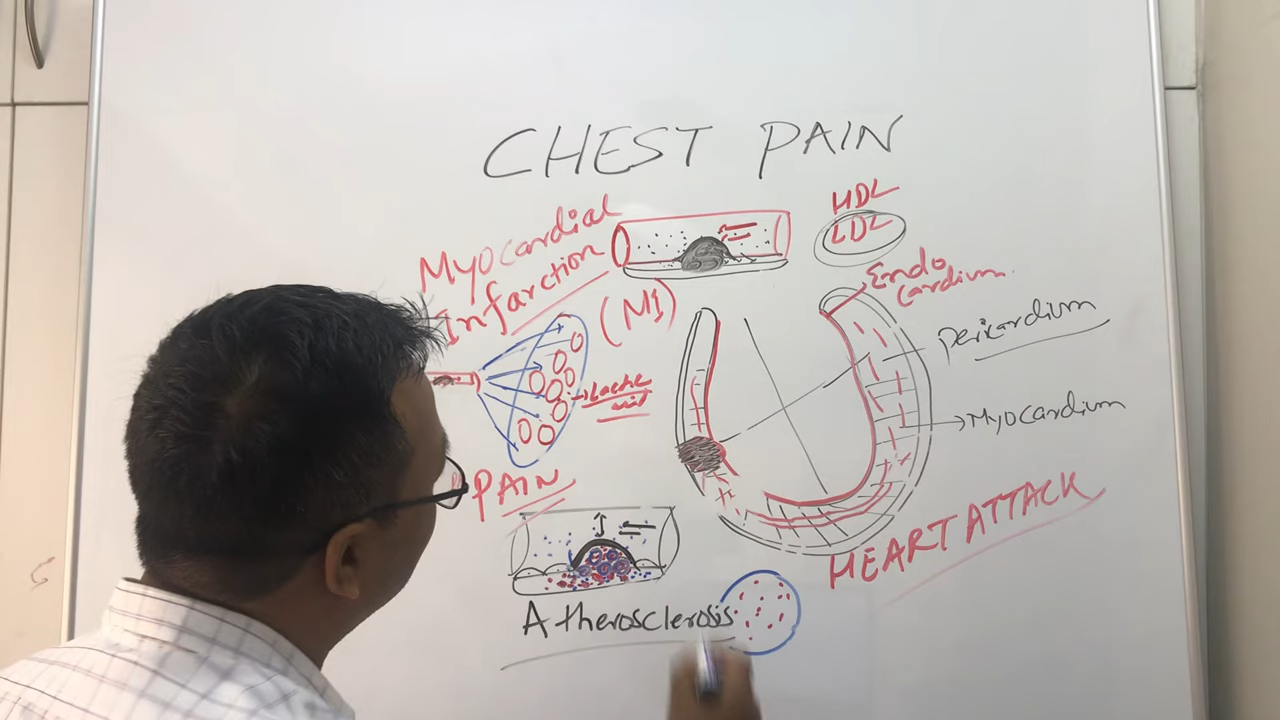 CHEST PAIN
HDL
LDL
Myocardial
Infarction
(MI)
Endo
cardium
Pericardium
Myocardium
Lactic
acid
PAIN
HEART ATTACK
Atherosclerosis